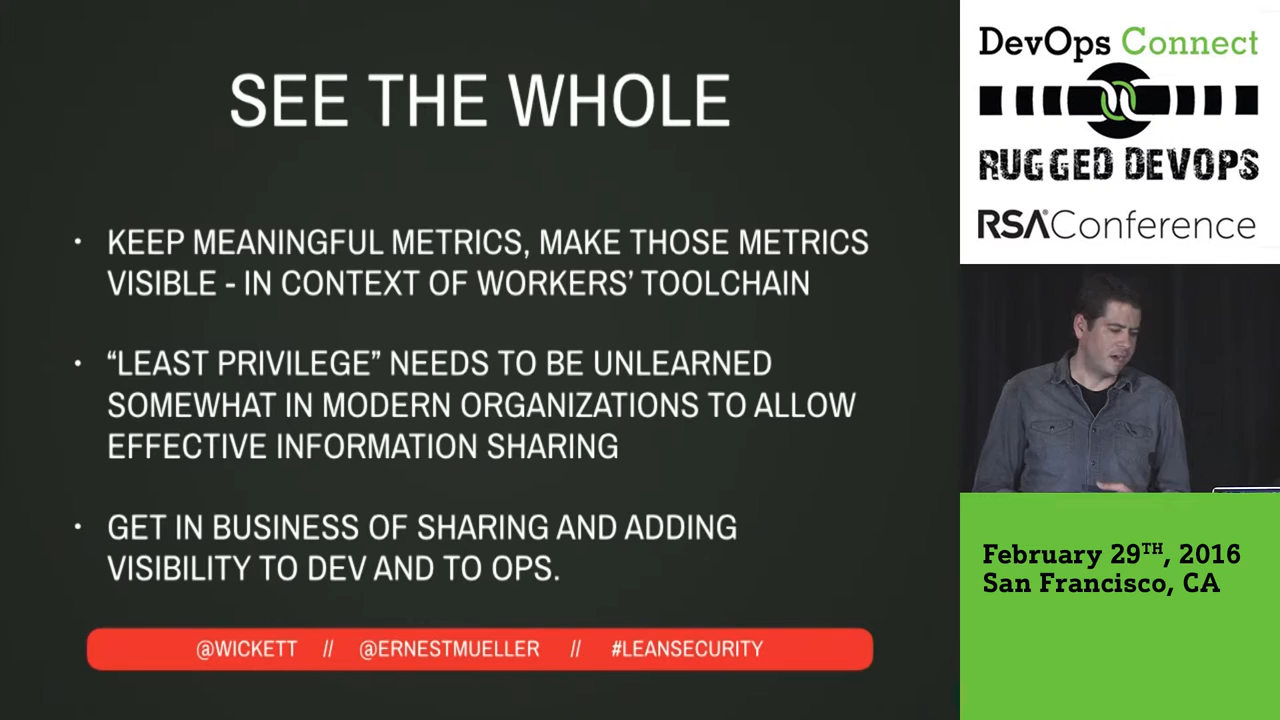 SEE THE WHOLE
• KEEP MEANINGFUL METRICS, MAKE THOSE METRICS
VISIBLE - IN CONTEXT OF WORKERS’ TOOLCHAIN
• “LEAST PRIVILEGE” NEEDS TO BE UNLEARNED
SOMEWHAT IN MODERN ORGANIZATIONS TO ALLOW
EFFECTIVE INFORMATION SHARING
• GET IN BUSINESS OF SHARING AND ADDING
VISIBILITY TO DEV AND TO OPS.
@WICKETT // @ERNESTMUELLER // #LEANSECURITY
DevOps Connect
RUGGED DEVOPS
RSA®Conference
February 29TH, 2016
San Francisco, CA